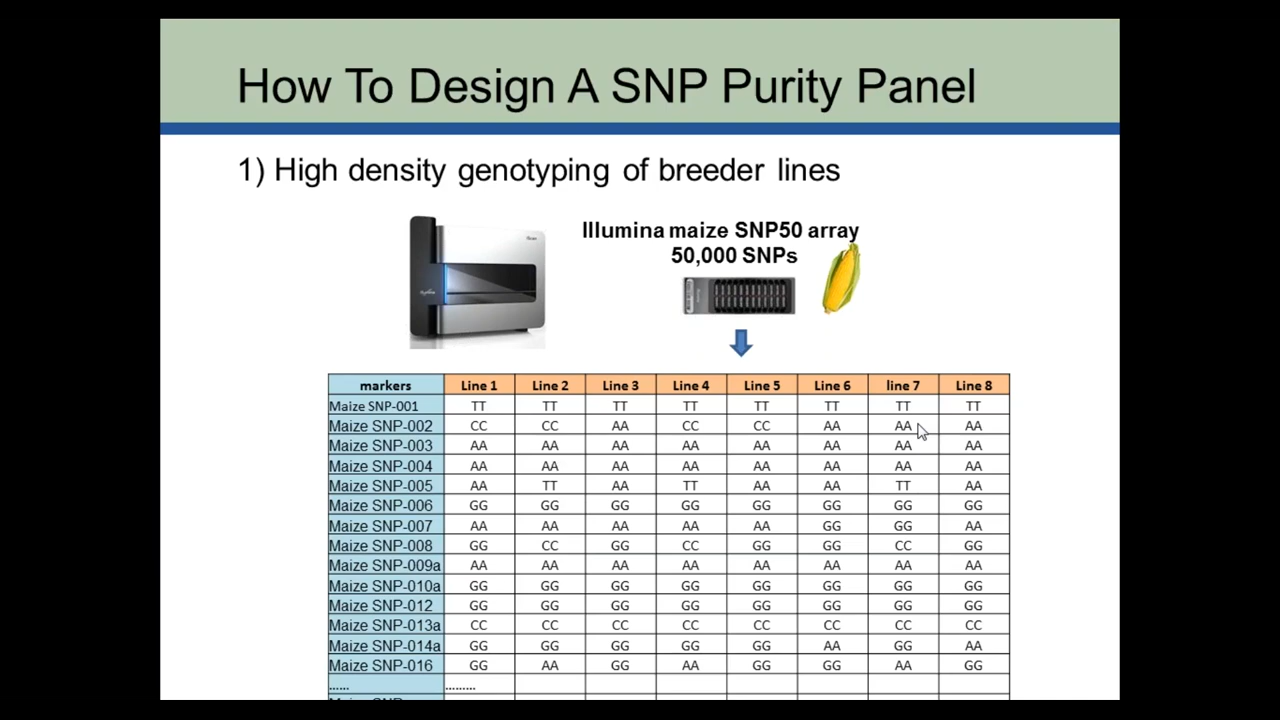 How To Design A SNP Purity Panel
1) High density genotyping of breeder lines
Illumina maize SNP50 array
50,000 SNPs
markers Line 1 Line 2 Line 3 Line 4 Line 5 Line 6 line 7 Line 8
Maize SNP-001 TT TT TT TT TT TT TT TT
Maize SNP-002 CC CC AA CC CC AA AA AA
Maize SNP-003 AA AA AA AA AA AA AA AA
Maize SNP-004 AA AA AA AA AA AA AA AA
Maize SNP-005 AA TT AA TT AA AA TT AA
Maize SNP-006 GG GG GG GG GG GG GG GG
Maize SNP-007 AA AA AA AA AA GG GG AA
Maize SNP-008 GG CC GG CC GG GG CC GG
Maize SNP-009a AA AA AA AA AA AA AA AA
Maize SNP-010a GG GG GG GG GG GG GG GG
Maize SNP-012 GG GG GG GG GG GG GG GG
Maize SNP-013a CC CC CC CC CC CC CC CC
Maize SNP-014a GG GG GG GG GG AA GG AA
Maize SNP-016 GG AA GG AA GG GG AA GG
...... .........